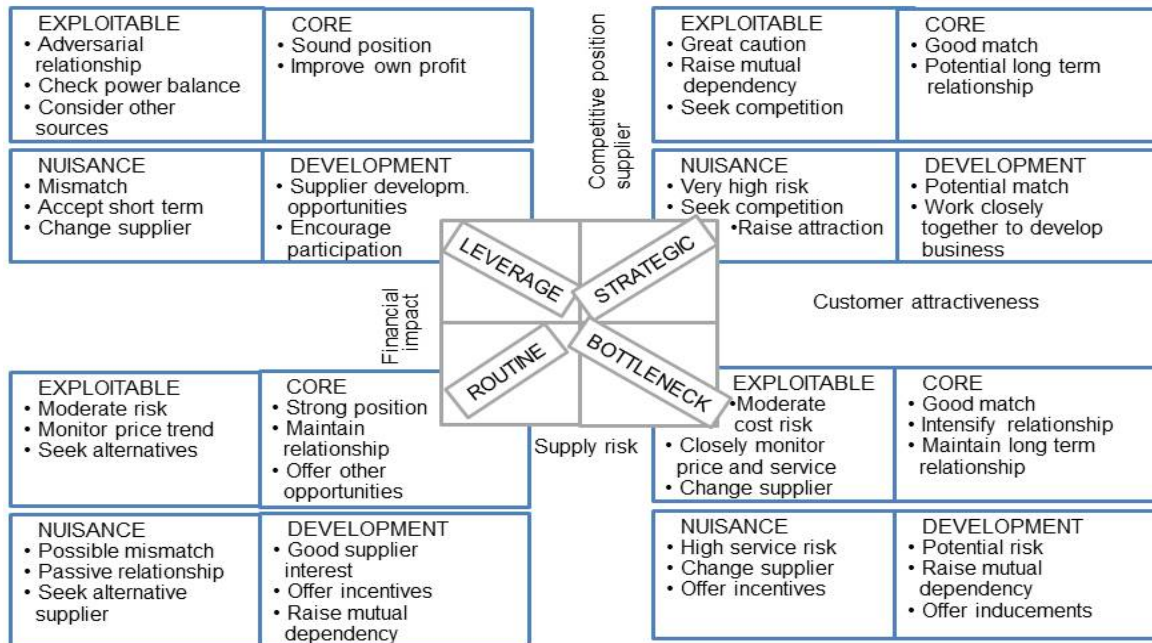 EXPLOITABLE
• Adversarial
relationship
• Check power balance
• Consider other
sources
CORE
• Sound position
• Improve own profit
NUISANCE
• Mismatch
• Accept short term
• Change supplier
DEVELOPMENT
• Supplier developm.
opportunities
• Encourage
participation
Competitive position
supplier
EXPLOITABLE
• Great caution
• Raise mutual
dependency
• Seek competition
CORE
• Good match
• Potential long term
relationship
NUISANCE
• Very high risk
• Seek competition
•Raise attraction
DEVELOPMENT
• Potential match
• Work closely
together to develop
business
LEVERAGE
STRATEGIC
ROUTINE
BOTTLENECK
Financial
impact
Customer attractiveness
Supply risk
EXPLOITABLE
• Moderate risk
• Monitor price trend
• Seek alternatives
CORE
• Strong position
• Maintain
relationship
• Offer other
opportunities
NUISANCE
• Possible mismatch
• Passive relationship
• Seek alternative
supplier
DEVELOPMENT
• Good supplier
interest
• Offer incentives
• Raise mutual
dependency
EXPLOITABLE
•Moderate
cost risk
• Closely monitor
price and service
• Change supplier
CORE
• Good match
• Intensify relationship
• Maintain long term
relationship
NUISANCE
• High service risk
• Change supplier
• Offer incentives
DEVELOPMENT
• Potential risk
• Raise mutual
dependency
• Offer inducements